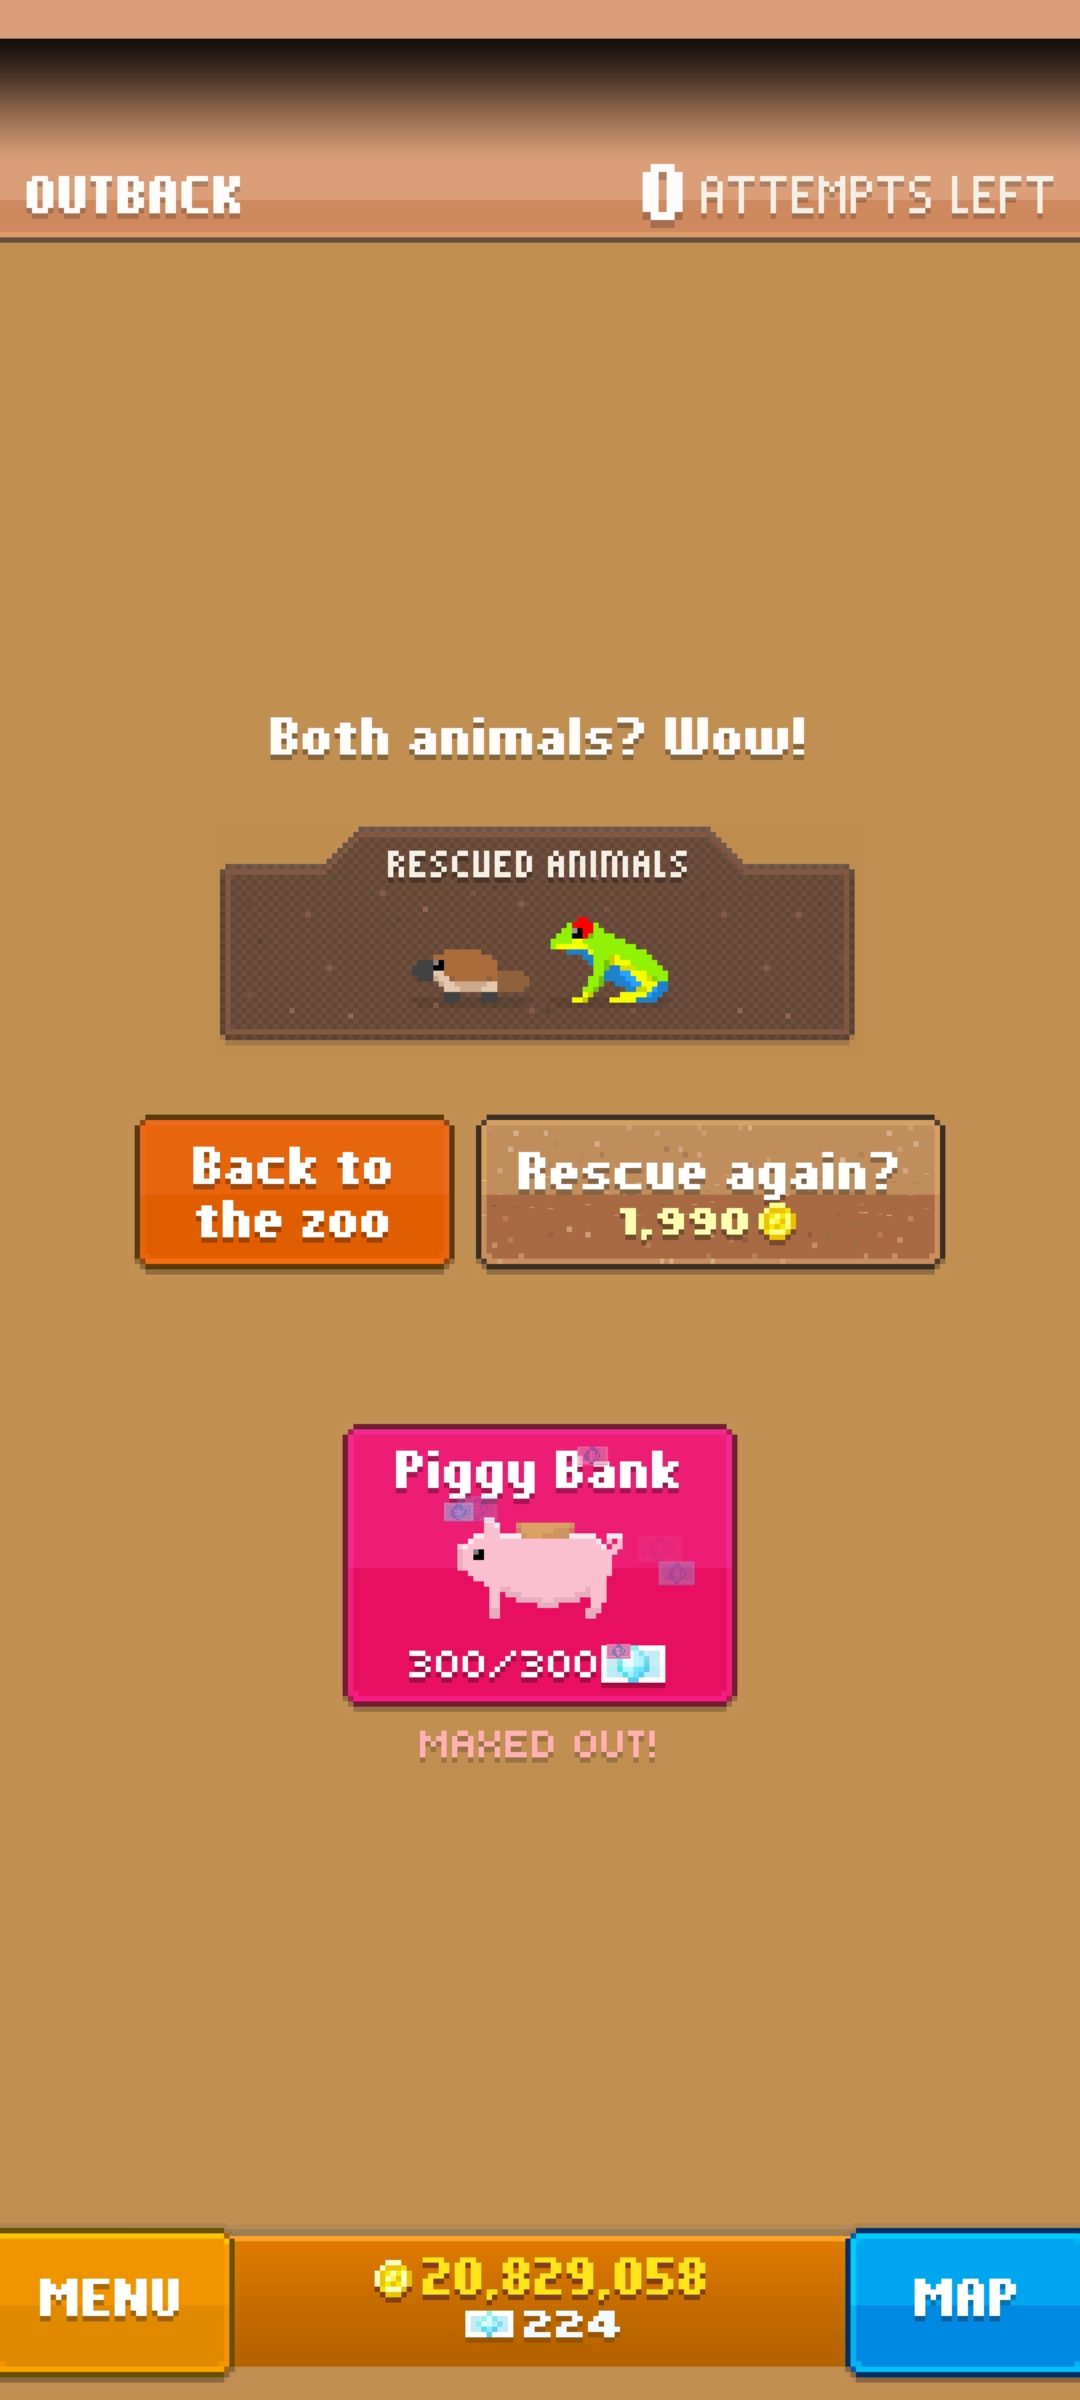 OUTBACK
0 ATTEMPTS LEFT
Both animals? Wow!
RESCUED ANIMALS
Back to
the zoo
Rescue again?
1,990
Piggy Bank
300/300
MAXED OUT!
MENU
20,829,058
224
MAP